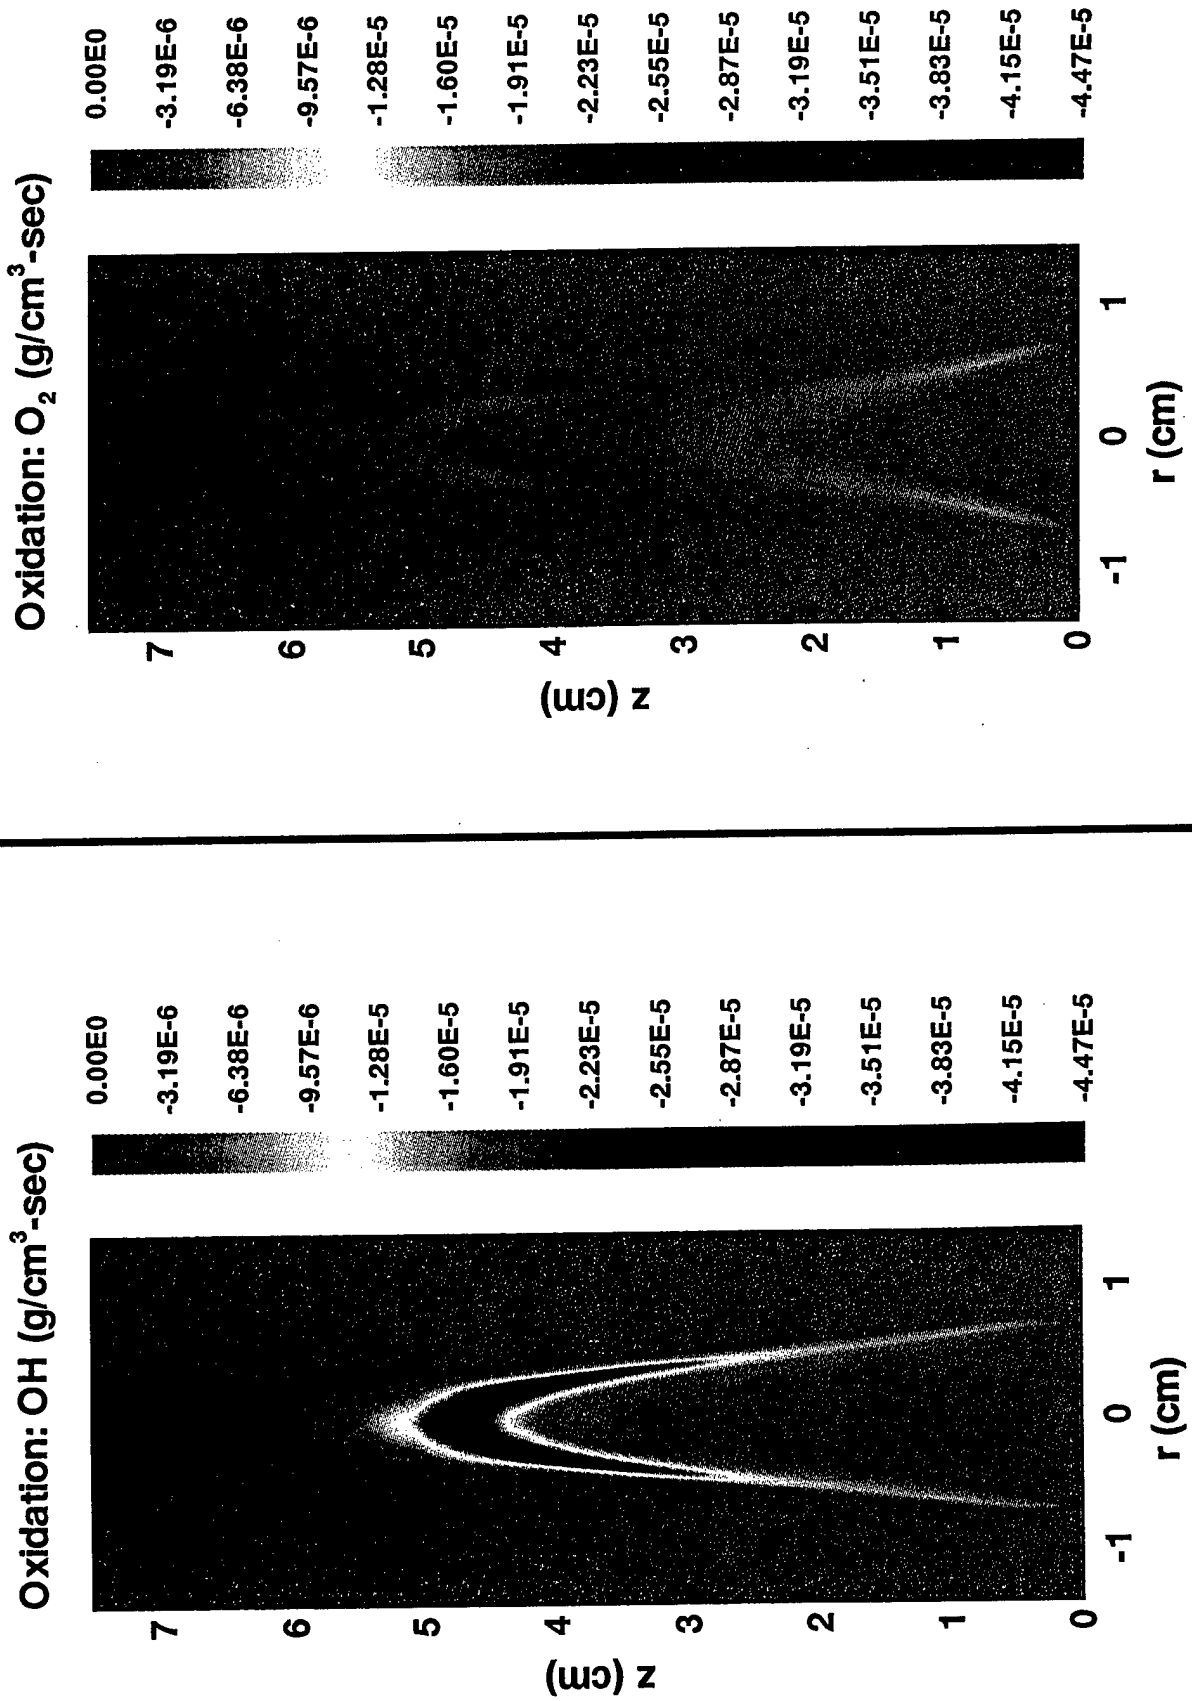 Oxidation: OH (g/cm³-sec)
z (cm)
7
6
5
4
3
2
1
0
-1
0
1
r (cm)
0.00E0
-3.19E-6
-6.38E-6
-9.57E-6
-1.28E-5
-1.60E-5
-1.91E-5
-2.23E-5
-2.55E-5
-2.87E-5
-3.19E-5
-3.51E-5
-3.83E-5
-4.15E-5
-4.47E-5
Oxidation: O₂ (g/cm³-sec)
z (cm)
7
6
5
4
3
2
1
0
-1
0
1
r (cm)
0.00E0
-3.19E-6
-6.38E-6
-9.57E-6
-1.28E-5
-1.60E-5
-1.91E-5
-2.23E-5
-2.55E-5
-2.87E-5
-3.19E-5
-3.51E-5
-3.83E-5
-4.15E-5
-4.47E-5